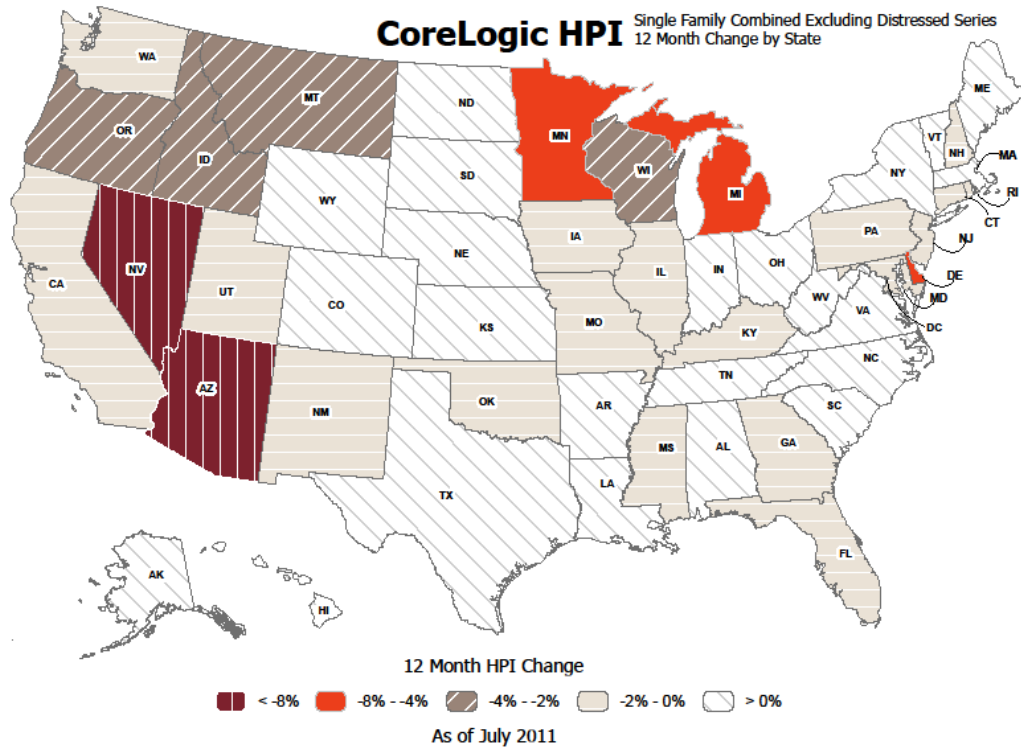 CoreLogic HPI
Single Family Combined Excluding Distressed Series
12 Month Change by State
WA
MT
ND
MN
ME
OR
ID
SD
WI
MI
VT
NH
NY
MA
WY
RI
CT
IA
PA
NJ
NE
NV
UT
CA
IL
IN
OH
DE
MD
CO
WV
VA
DC
KS
MO
KY
NC
TN
AZ
NM
OK
AR
SC
MS
AL
GA
LA
TX
FL
AK
HI
12 Month HPI Change
< -8% -8% - -4% -4% - -2% -2% - 0% > 0%
As of July 2011